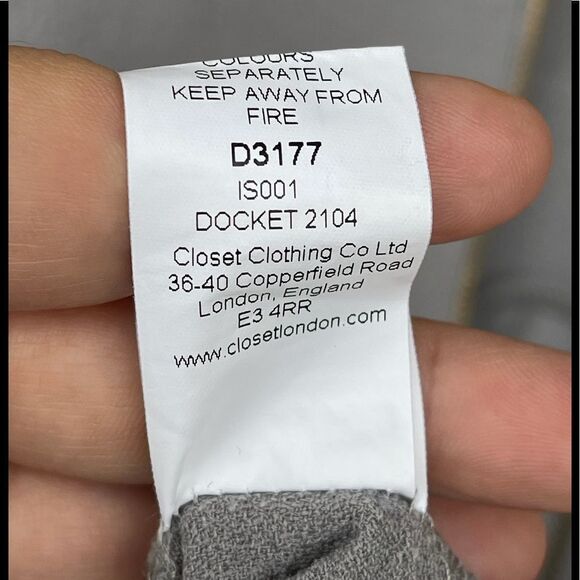 COLOURS
SEPARATELY
KEEP AWAY FROM
FIRE
D3177
IS001
DOCKET 2104
Closet Clothing Co Ltd
36-40 Copperfield Road
London, England
E3 4RR
www.closetlondon.com